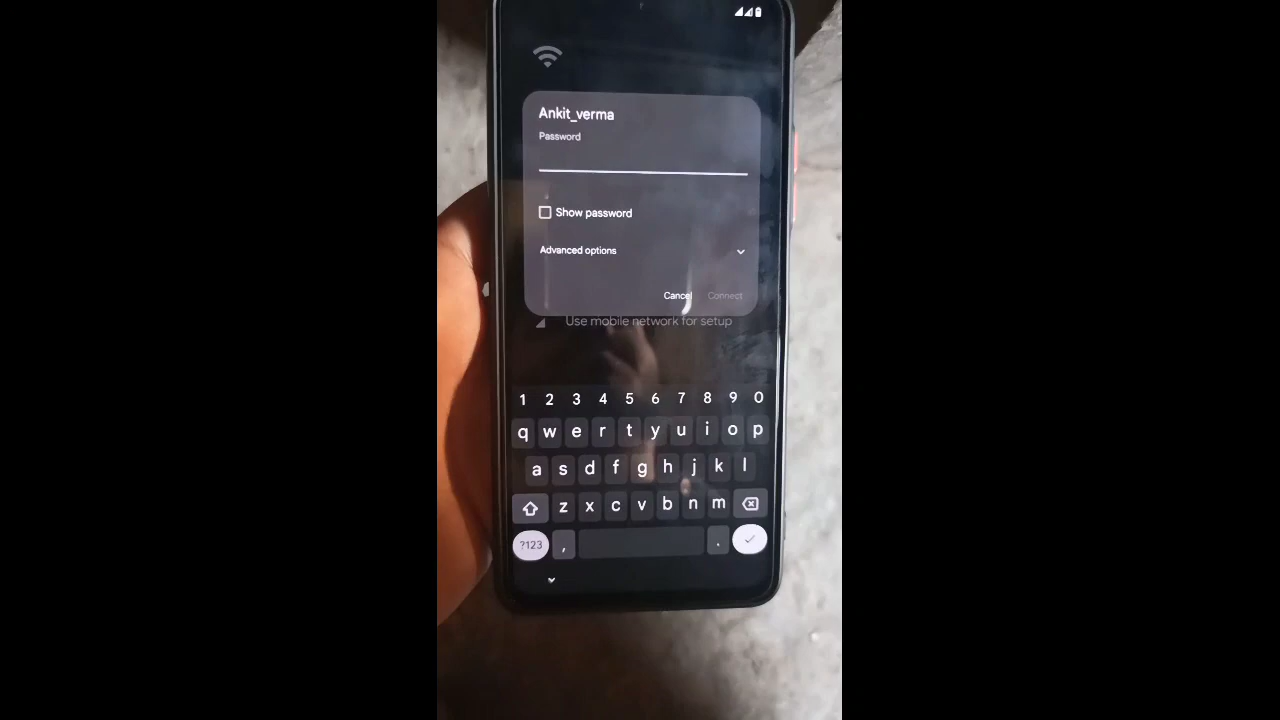 Ankit_verma
Password
Show password
Advanced options
Cancel Connect
Use mobile network for setup
1 2 3 4 5 6 7 8 9 0
q w e r t y u i o p
a s d f g h j k l
z x c v b n m
?123 , .